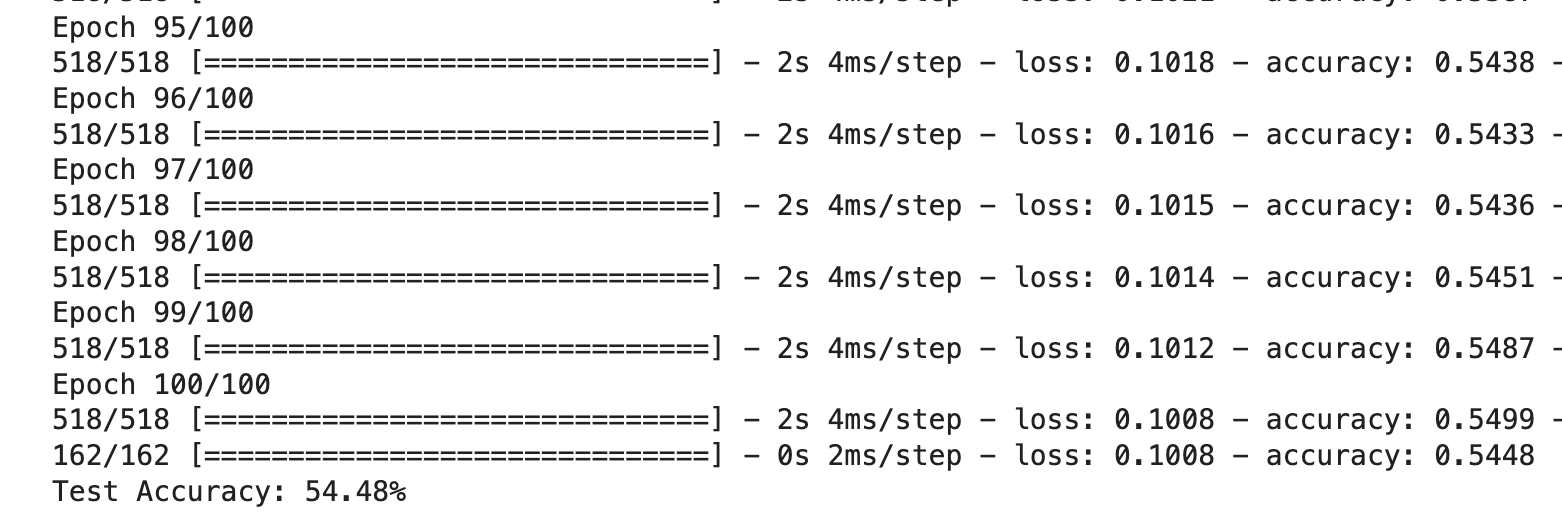 Epoch 95/100
518/518 [==============================] - 2s 4ms/step - loss: 0.1018 - accuracy: 0.5438 -
Epoch 96/100
518/518 [==============================] - 2s 4ms/step - loss: 0.1016 - accuracy: 0.5433 -
Epoch 97/100
518/518 [==============================] - 2s 4ms/step - loss: 0.1015 - accuracy: 0.5436 -
Epoch 98/100
518/518 [==============================] - 2s 4ms/step - loss: 0.1014 - accuracy: 0.5451 -
Epoch 99/100
518/518 [==============================] - 2s 4ms/step - loss: 0.1012 - accuracy: 0.5487 -
Epoch 100/100
518/518 [==============================] - 2s 4ms/step - loss: 0.1008 - accuracy: 0.5499 -
162/162 [==============================] - 0s 2ms/step - loss: 0.1008 - accuracy: 0.5448
Test Accuracy: 54.48%